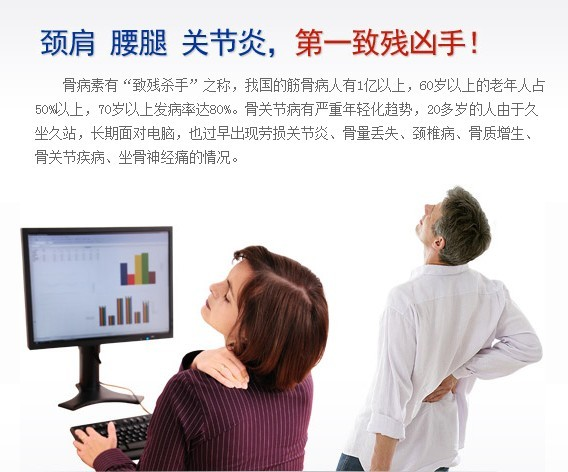 颈肩 腰腿 关节炎，第一致残凶手！
骨病素有“致残杀手”之称，我国的筋骨病人有1亿以上，60岁以上的老年人占
50%以上，70岁以上发病率达80%。骨关节病有严重年轻化趋势，20多岁的人由于久
坐久站，长期面对电脑，也过早出现劳损关节炎、骨量丢失、颈椎病、骨质增生、
骨关节疾病、坐骨神经痛的情况。